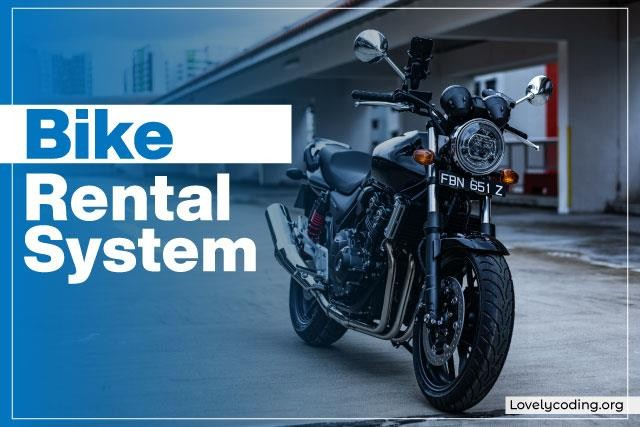 Bike
Rental
System
FBN 651 Z
Lovelycoding.org